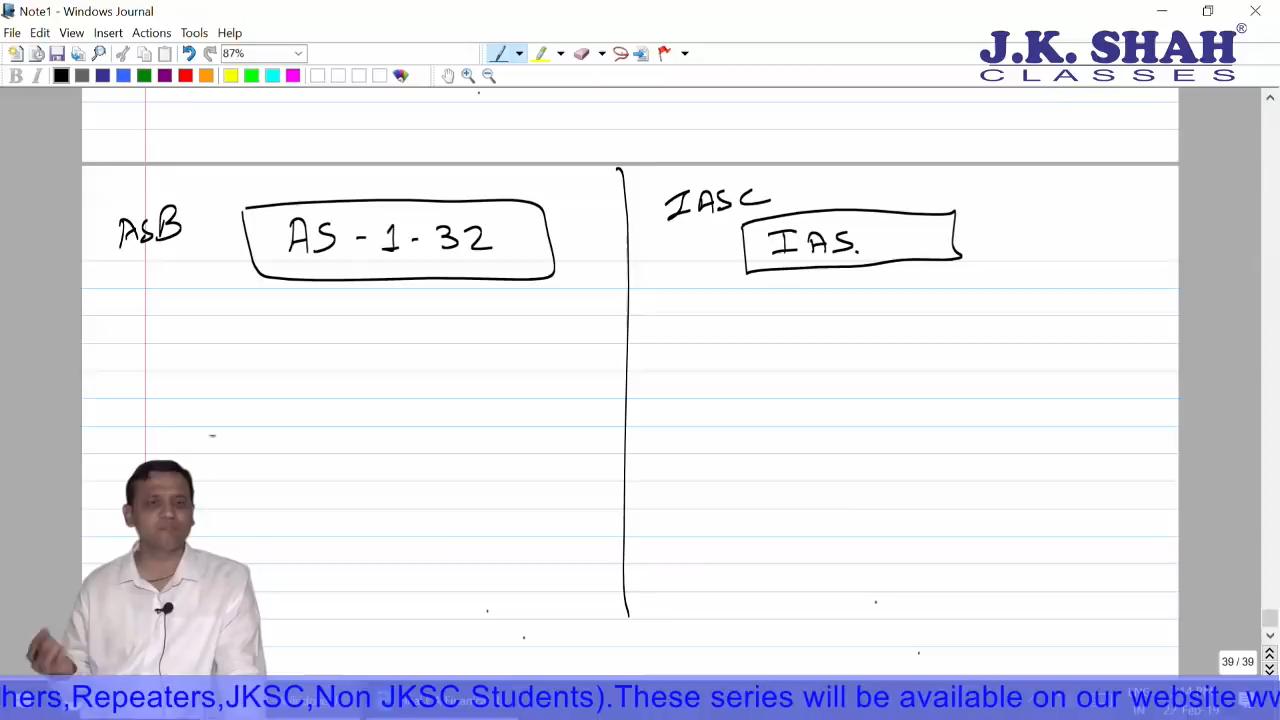 Note1 - Windows Journal
File Edit View Insert Actions Tools Help
87%
J.K. SHAH®
CLASSES
ASB
AS - 1 - 32
IASC
IAS.
39 / 39
hers,Repeaters,JKSC,Non JKSC Students).These series will be available on our website ww